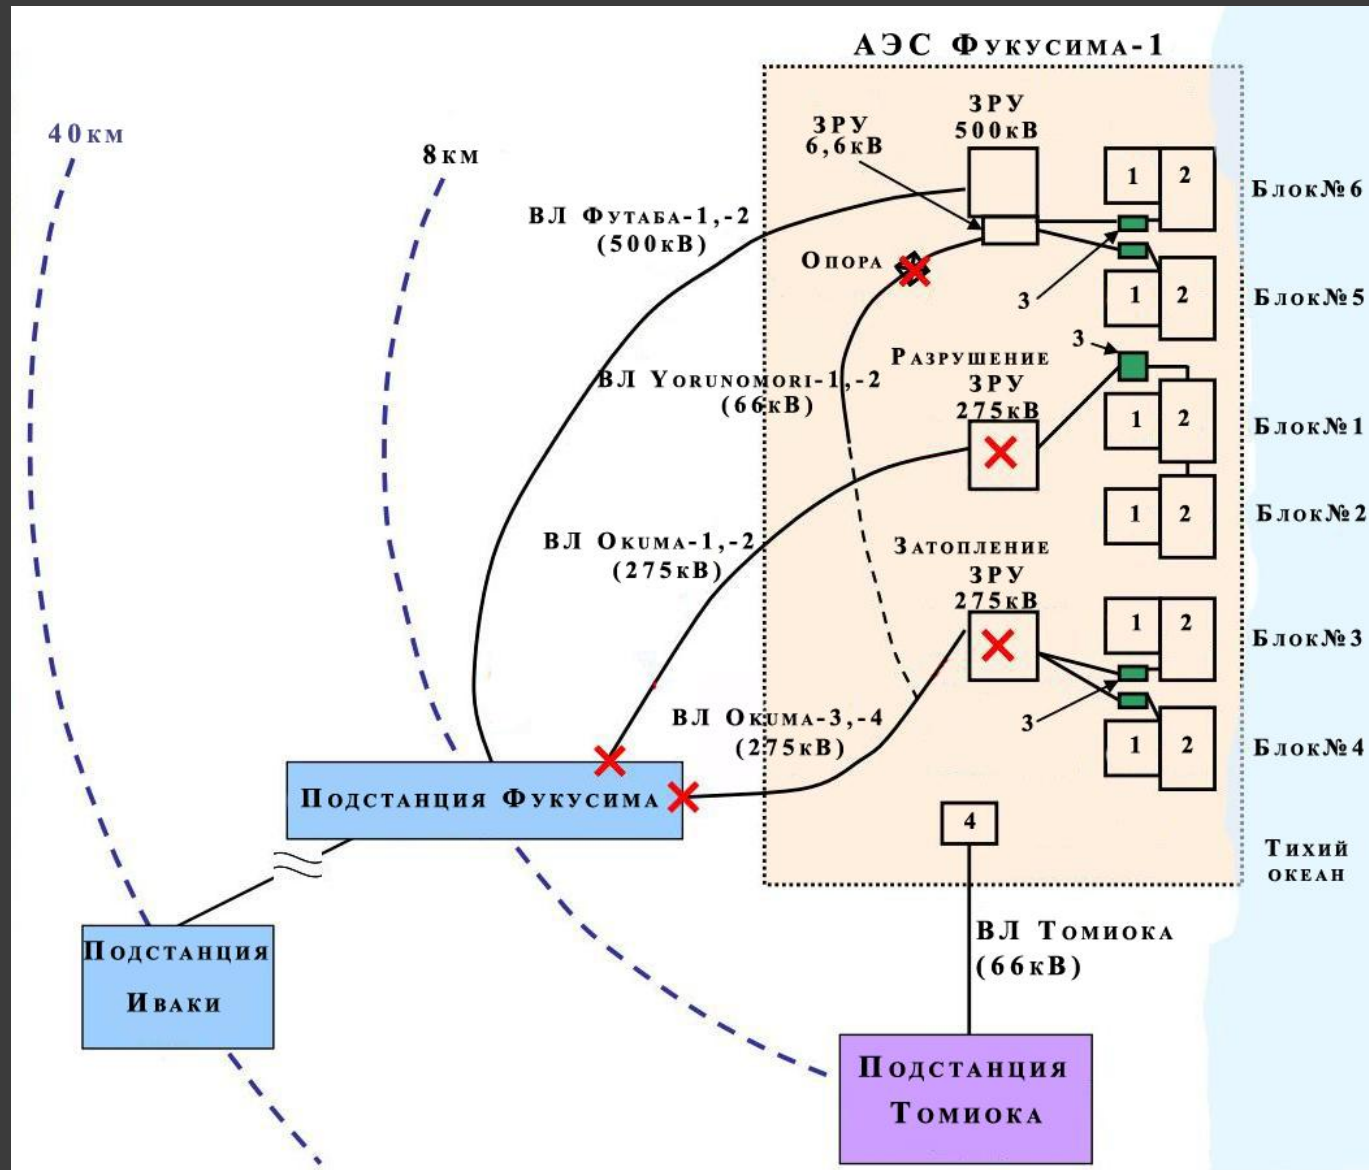 АЭС Фукусима-1
40км
8км
ЗРУ
6,6кВ
ЗРУ
500кВ
1
2
Блок№6
ВЛ Футаба-1,-2
(500кВ)
Опора
3
1
2
Блок№5
3
Разрушение
ЗРУ
275кВ
ВЛ Yorunomori-1,-2
(66кВ)
1
2
Блок№1
1
2
Блок№2
ВЛ Okuma-1,-2
(275кВ)
Затопление
ЗРУ
275кВ
1
2
Блок№3
ВЛ Okuma-3,-4
(275кВ)
3
1
2
Блок№4
Подстанция Фукусима
4
Тихий
океан
ВЛ Томиока
(66кВ)
Подстанция
Иваки
Подстанция
Томиока